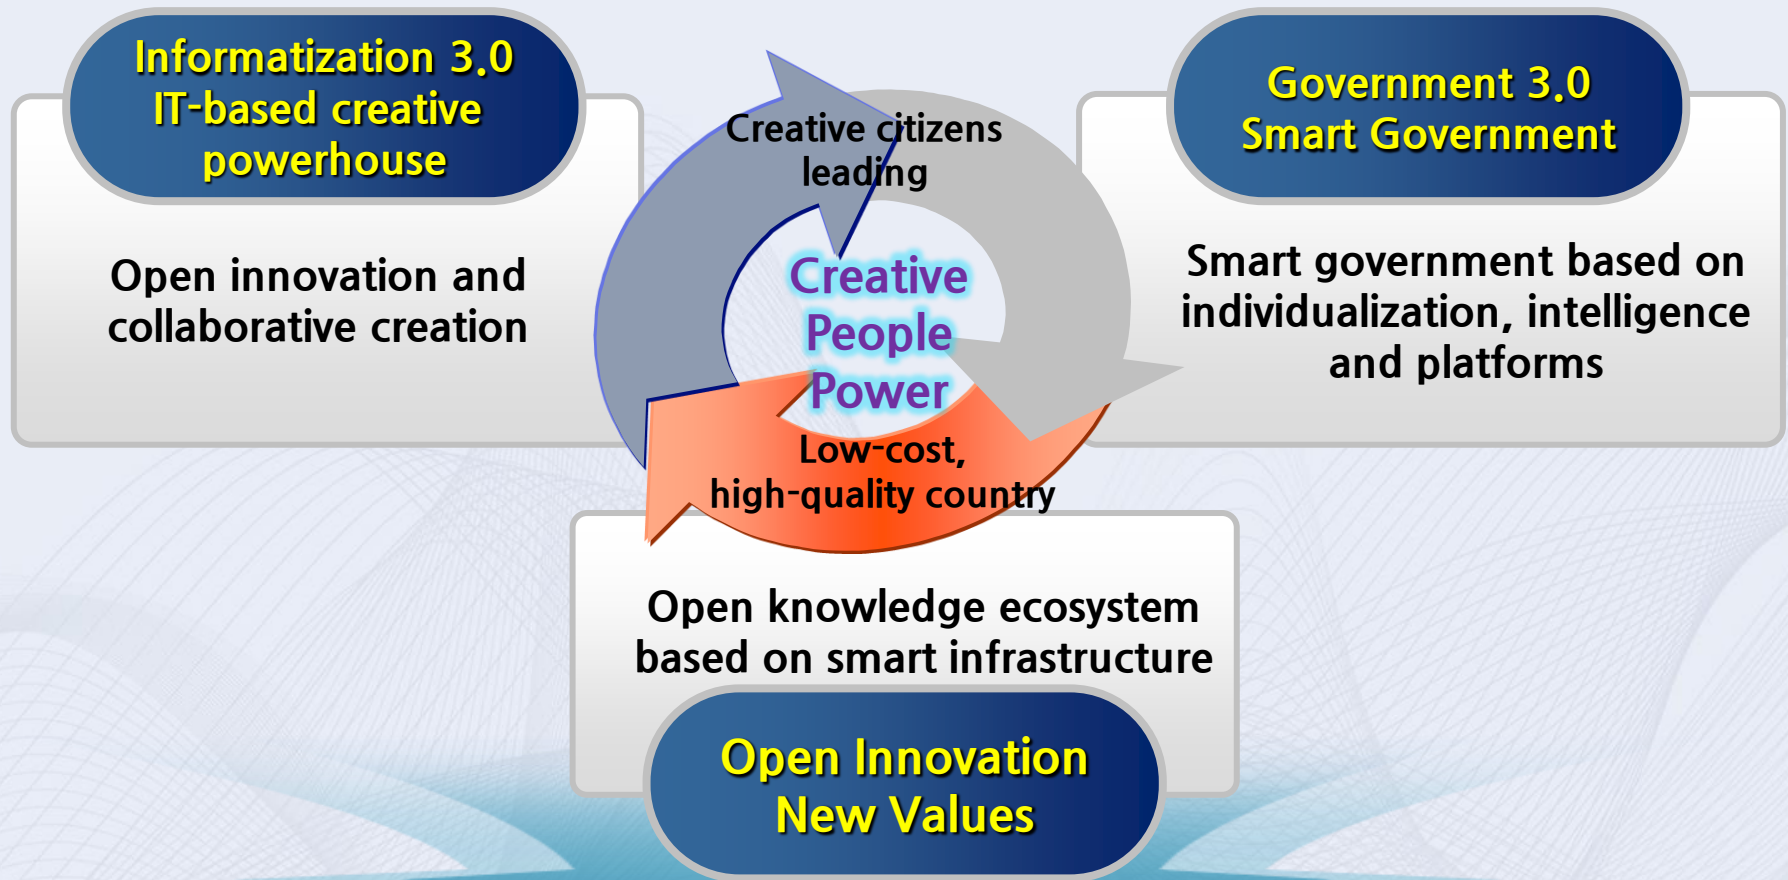 Informatization 3.0
IT-based creative
powerhouse
Open innovation and
collaborative creation
Creative citizens
leading
Creative
People
Power
Low-cost,
high-quality country
Government 3.0
Smart Government
Smart government based on
individualization, intelligence
and platforms
Open knowledge ecosystem
based on smart infrastructure
Open Innovation
New Values